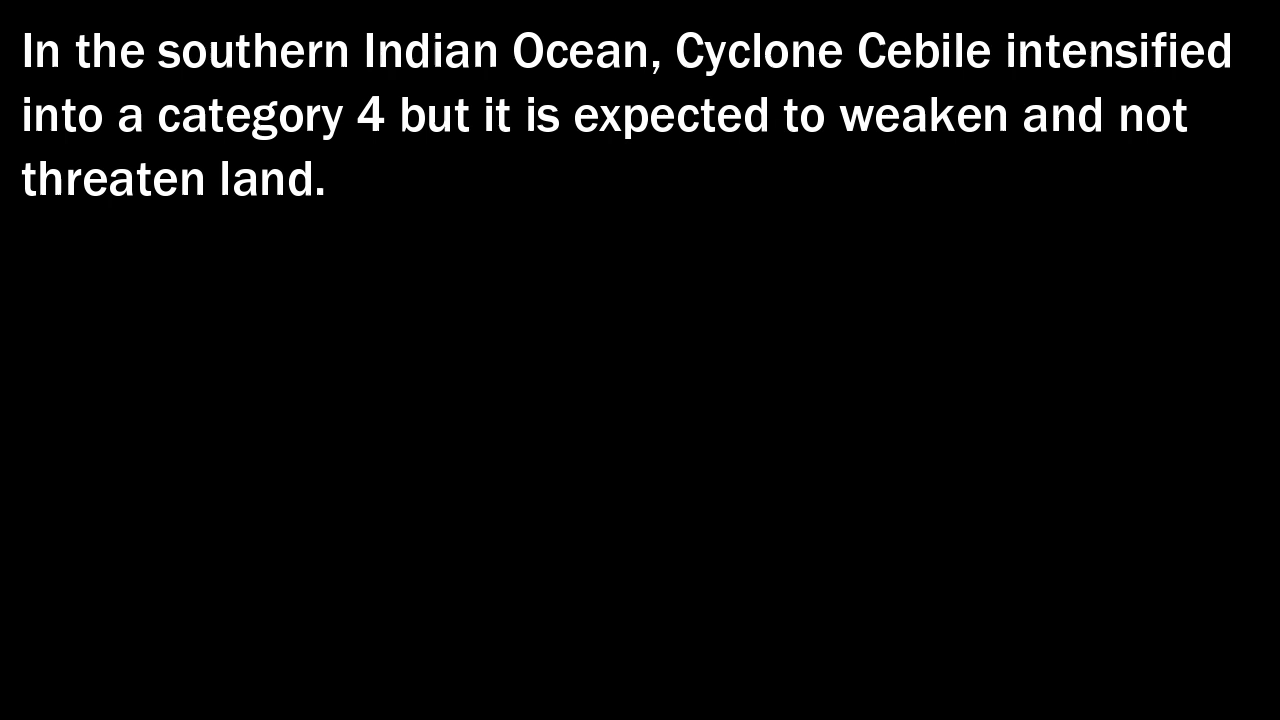 In the southern Indian Ocean, Cyclone Cebile intensified
into a category 4 but it is expected to weaken and not
threaten land.